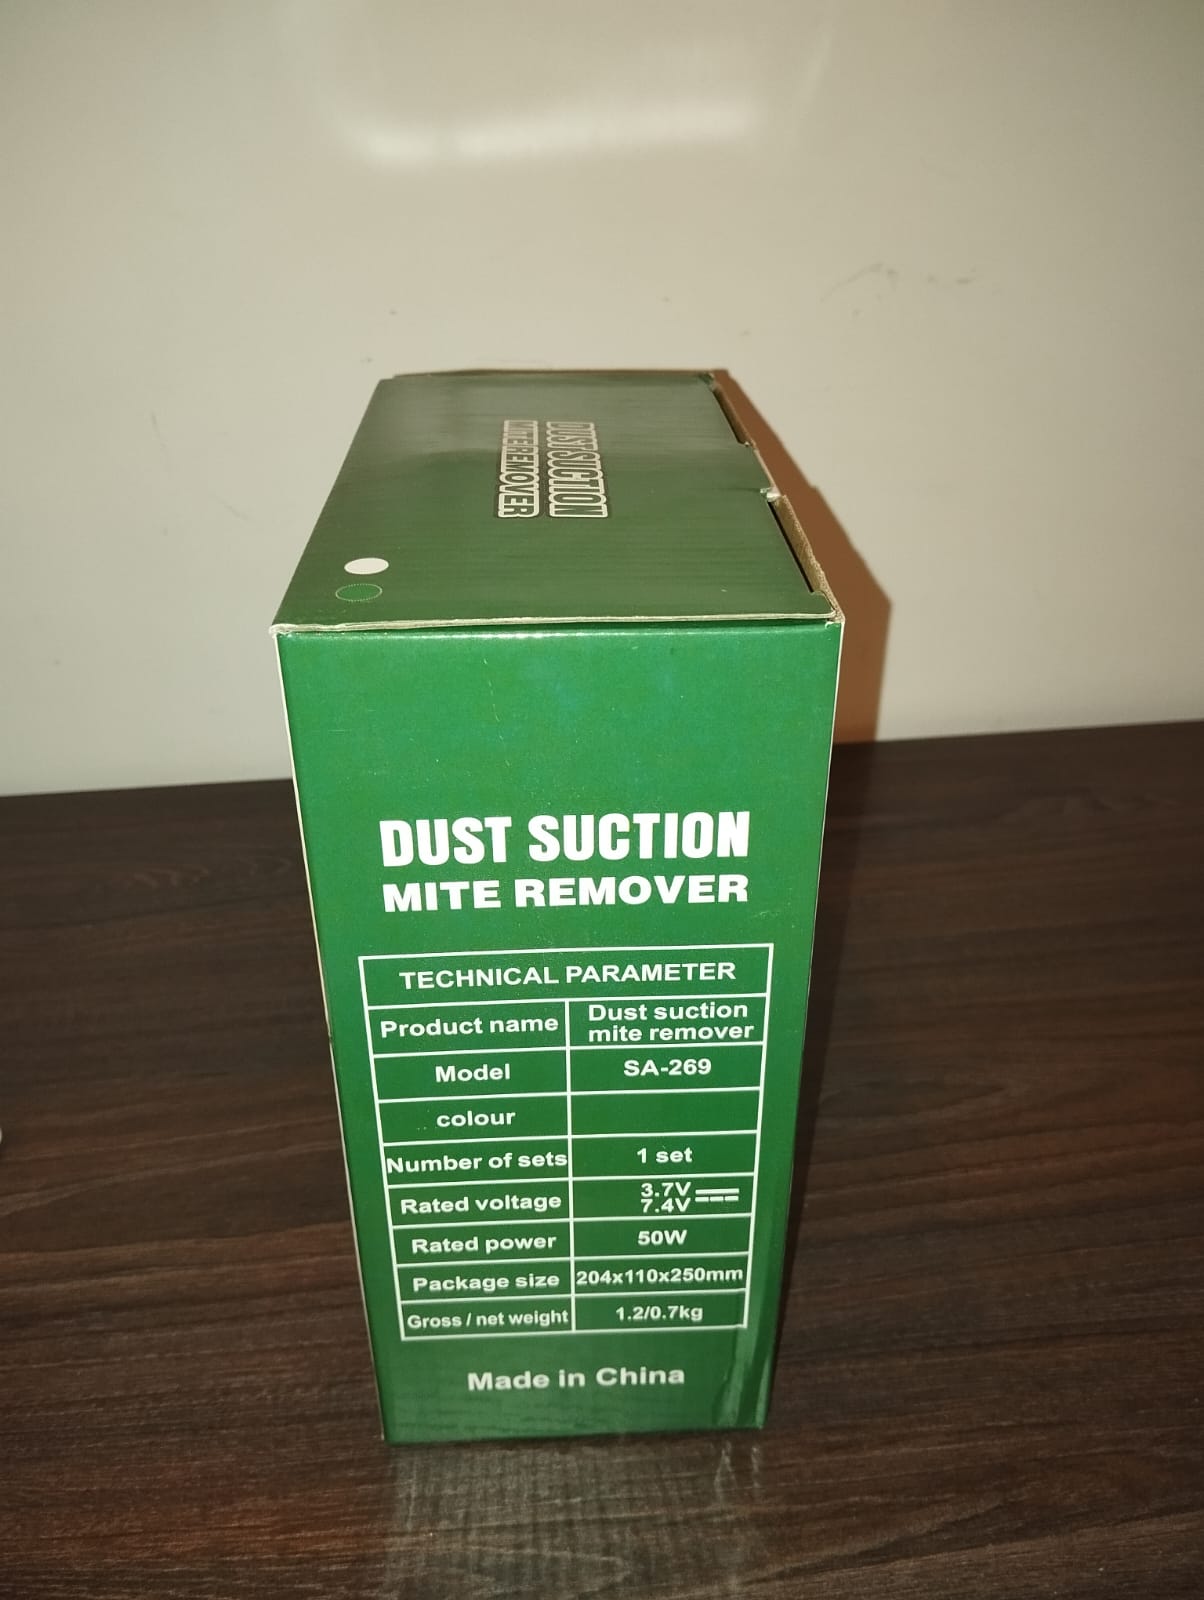 DUST SUCTION
MITE REMOVER
DUST SUCTION
MITE REMOVER
TECHNICAL PARAMETER
Product name Dust suction
mite remover
Model SA-269
colour
Number of sets 1 set
Rated voltage 3.7V
7.4V
Rated power 50W
Package size 204x110x250mm
Gross / net weight 1.2/0.7kg
Made in China